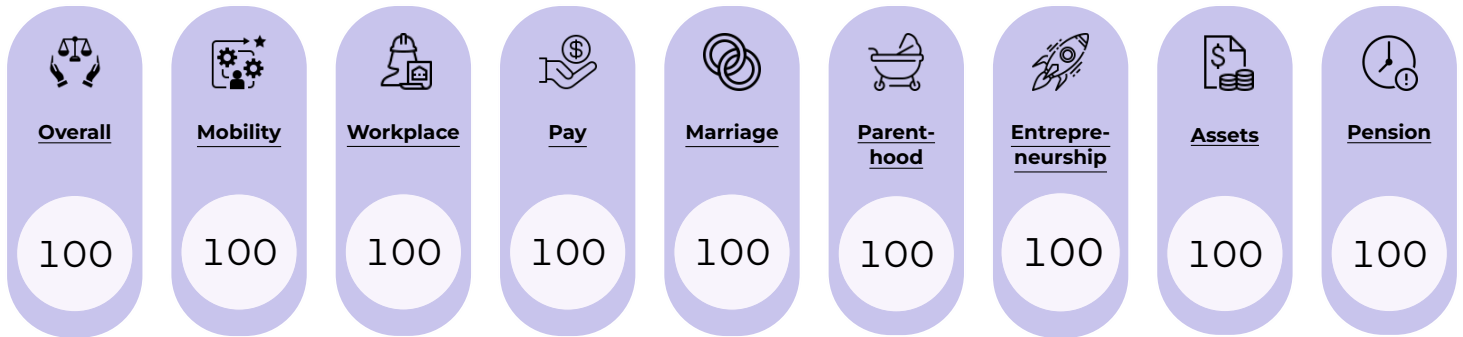 Overall
Mobility
Workplace
Pay
Marriage
Parent-
hood
Entrepre-
neurship
Assets
Pension
100
100
100
100
100
100
100
100
100